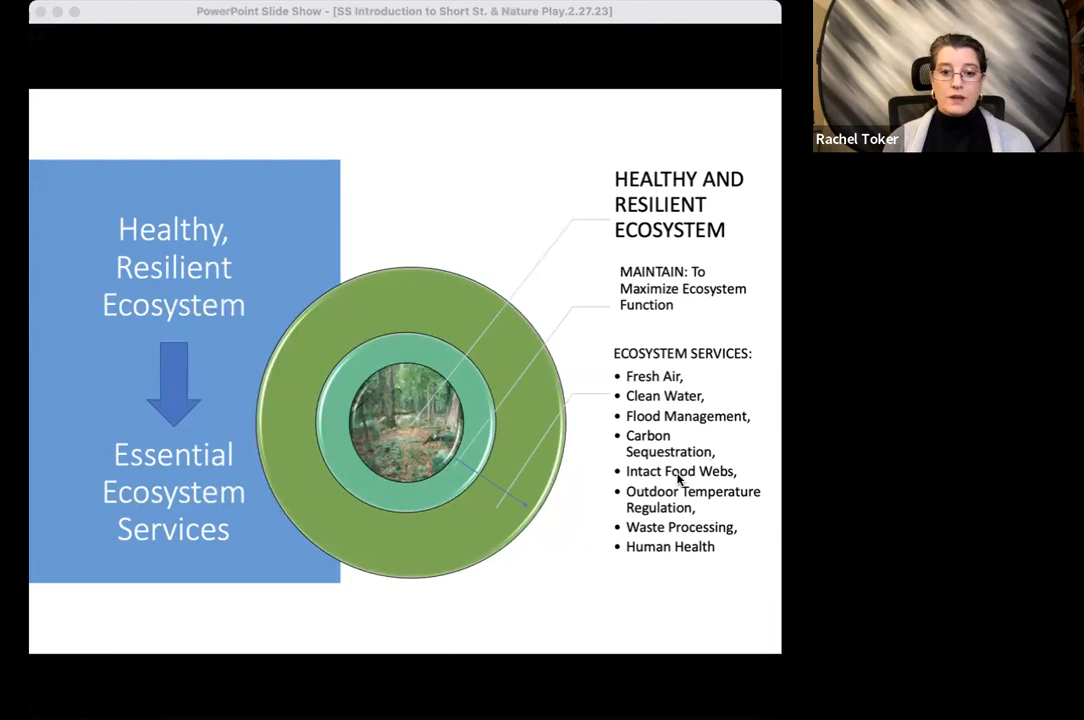 PowerPoint Slide Show - [SS Introduction to Short St. & Nature Play.2.27.23]
Rachel Toker
Healthy,
Resilient
Ecosystem
Essential
Ecosystem
Services
HEALTHY AND
RESILIENT
ECOSYSTEM
MAINTAIN: To
Maximize Ecosystem
Function
ECOSYSTEM SERVICES:
• Fresh Air,
• Clean Water,
• Flood Management,
• Carbon
Sequestration,
• Intact Food Webs,
• Outdoor Temperature
Regulation,
• Waste Processing,
• Human Health